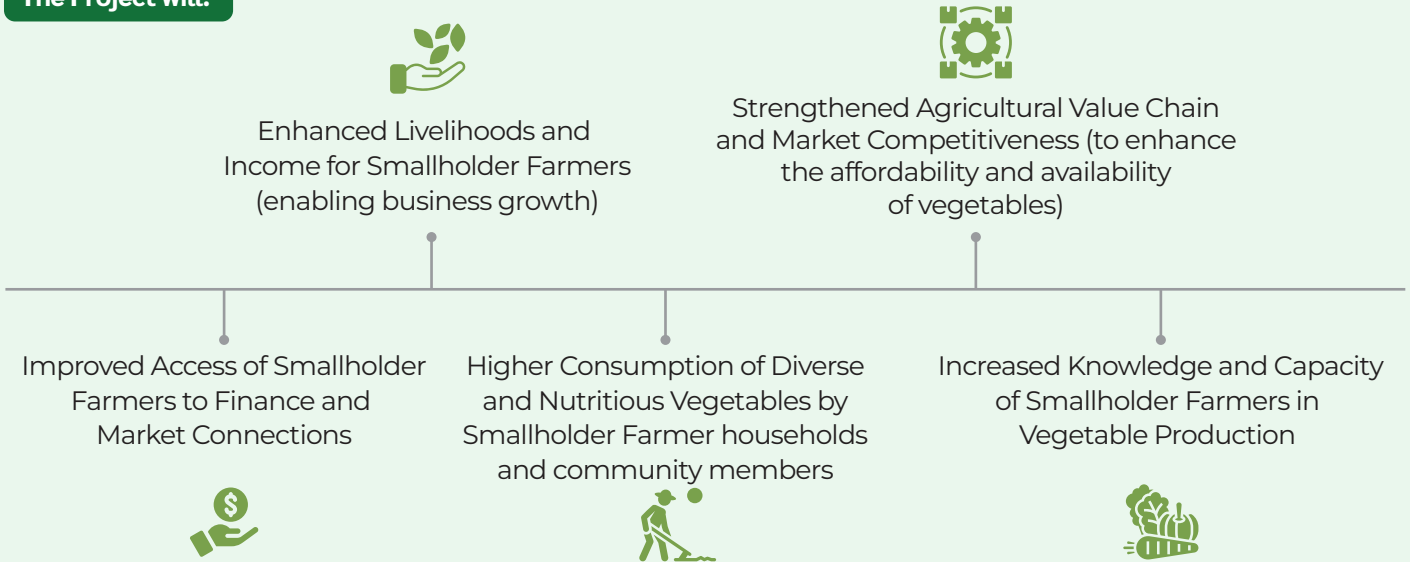 The Project will:
Enhanced Livelihoods and
Income for Smallholder Farmers
(enabling business growth)
Strengthened Agricultural Value Chain
and Market Competitiveness (to enhance
the affordability and availability
of vegetables)
Improved Access of Smallholder
Farmers to Finance and
Market Connections
Higher Consumption of Diverse
and Nutritious Vegetables by
Smallholder Farmer households
and community members
Increased Knowledge and Capacity
of Smallholder Farmers in
Vegetable Production
$